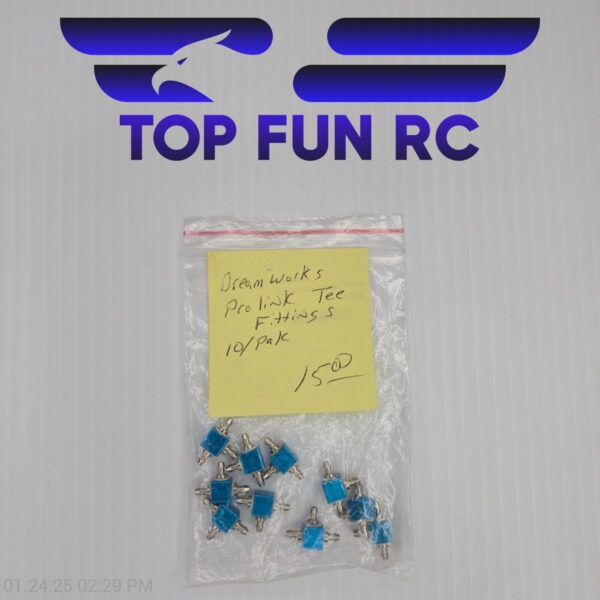 TOP FUN RC
DreamWorks
Prolink Tee
Fittings
10/Pak
15.00
01.24.25 02:29 PM